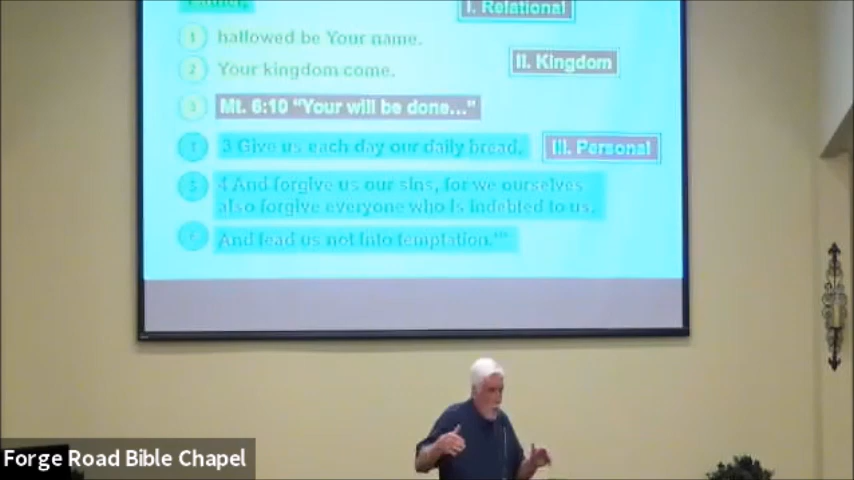 Father,
I. Relational
1 hallowed be Your name.
2 Your kingdom come.
II. Kingdom
3 Mt. 6:10 “Your will be done...”
3 Give us each day our daily bread,
III. Personal
5 4 And forgive us our sins, for we ourselves
also forgive everyone who is indebted to us,
And lead us not into temptation.'”
Forge Road Bible Chapel